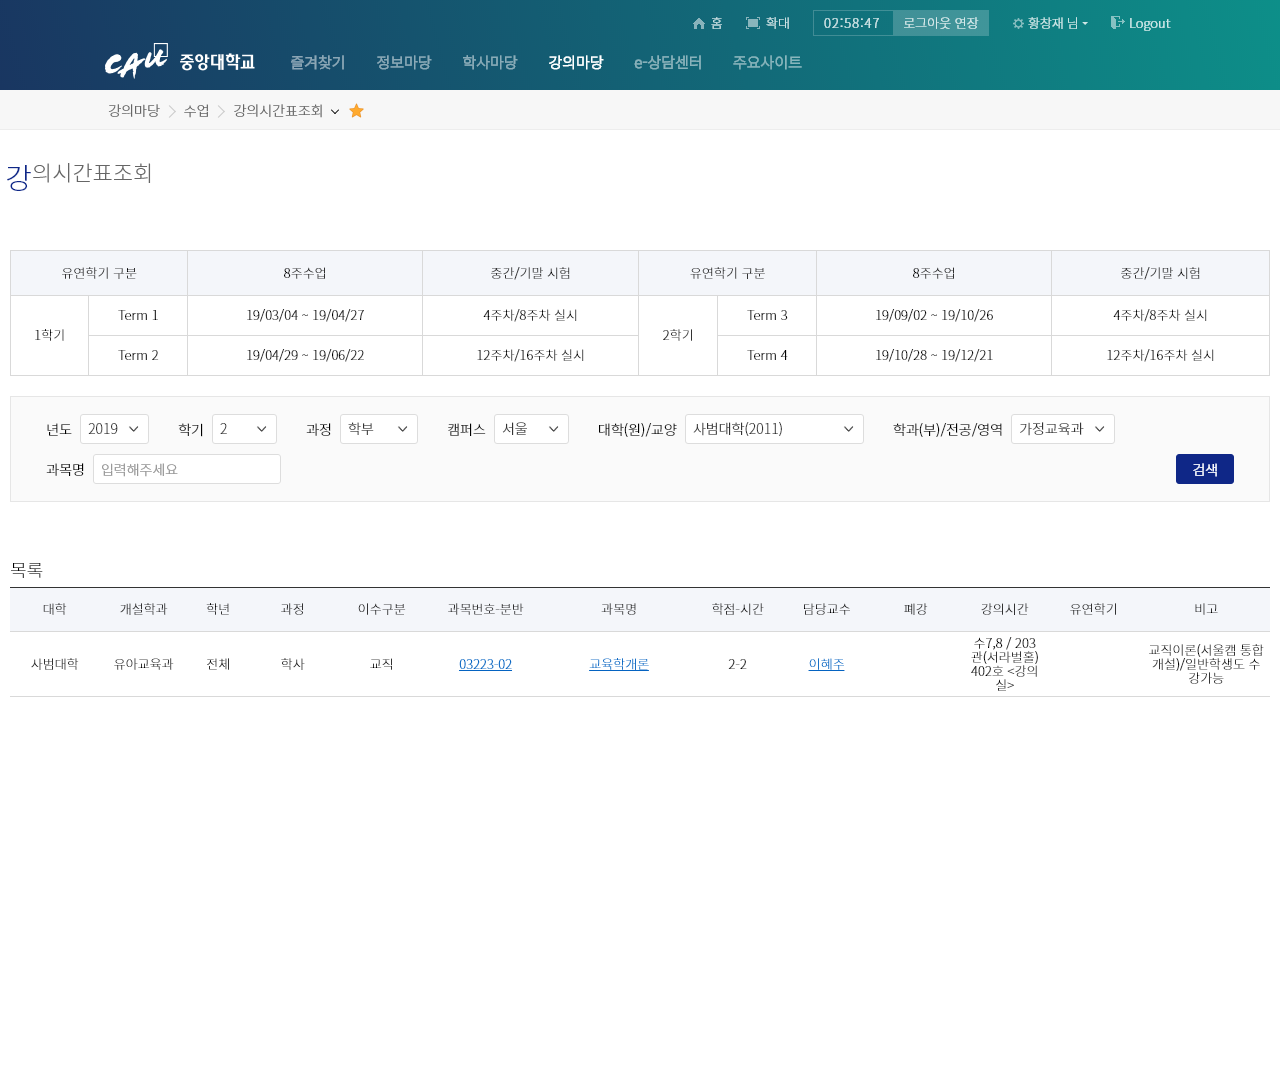 홈 확대 02:58:47 로그아웃 연장 황창재 님 Logout
CAU 중앙대학교 즐겨찾기 정보마당 학사마당 강의마당 e-상담센터 주요사이트
강의마당 수업 강의시간표조회
강의시간표조회
유연학기 구분 8주수업 중간/기말 시험 유연학기 구분 8주수업 중간/기말 시험
1학기 Term 1 19/03/04 ~ 19/04/27 4주차/8주차 실시 2학기 Term 3 19/09/02 ~ 19/10/26 4주차/8주차 실시
Term 2 19/04/29 ~ 19/06/22 12주차/16주차 실시 Term 4 19/10/28 ~ 19/12/21 12주차/16주차 실시
년도 2019 학기 2 과정 학부 캠퍼스 서울 대학(원)/교양 사범대학(2011) 학과(부)/전공/영역 가정교육과
과목명 입력해주세요 검색
목록
대학 개설학과 학년 과정 이수구분 과목번호-분반 과목명 학점-시간 담당교수 폐강 강의시간 유연학기 비고
사범대학 유아교육과 전체 학사 교직 03223-02 교육학개론 2-2 이혜주
수7,8 / 203
관(서라벌홀)
402호 <강의
실>
교직이론(서울캠 통합
개설)/일반학생도 수
강가능